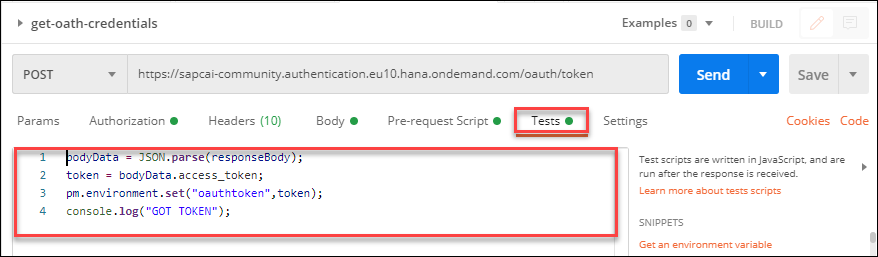 get-oath-credentials
Examples 0
BUILD
POST
https://sapcai-community.authentication.eu10.hana.ondemand.com/oauth/token
Send
Save
Params
Authorization
Headers (10)
Body
Pre-request Script
Tests
Settings
Cookies
Code
1 bodyData = JSON.parse(responseBody);
2 token = bodyData.access_token;
3 pm.environment.set("oauthtoken",token);
4 console.log("GOT TOKEN");
Test scripts are written in JavaScript, and are
run after the response is received.
Learn more about tests scripts
SNIPPETS
Get an environment variable